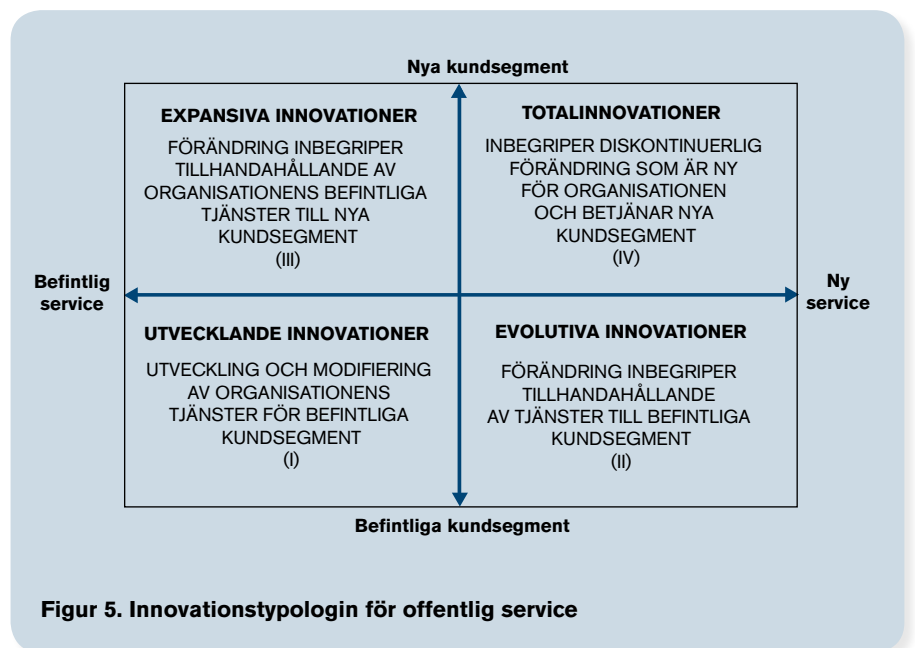 Nya kundsegment
EXPANSIVA INNOVATIONER
FÖRÄNDRING INBEGRIPER
TILLHANDAHÅLLANDE AV
ORGANISATIONENS BEFINTLIGA
TJÄNSTER TILL NYA
KUNDSEGMENT
(III)
TOTALINNOVATIONER
INBEGRIPER DISKONTINUERLIG
FÖRÄNDRING SOM ÄR NY
FÖR ORGANISATIONEN
OCH BETJÄNAR NYA
KUNDSEGMENT
(IV)
Befintlig
service
Ny
service
UTVECKLANDE INNOVATIONER
UTVECKLING OCH MODIFIERING
AV ORGANISATIONENS
TJÄNSTER FÖR BEFINTLIGA
KUNDSEGMENT
(I)
EVOLUTIVA INNOVATIONER
FÖRÄNDRING INBEGRIPER
TILLHANDAHÅLLANDE
AV TJÄNSTER TILL BEFINTLIGA
KUNDSEGMENT
(II)
Befintliga kundsegment
Figur 5. Innovationstypologin för offentlig service